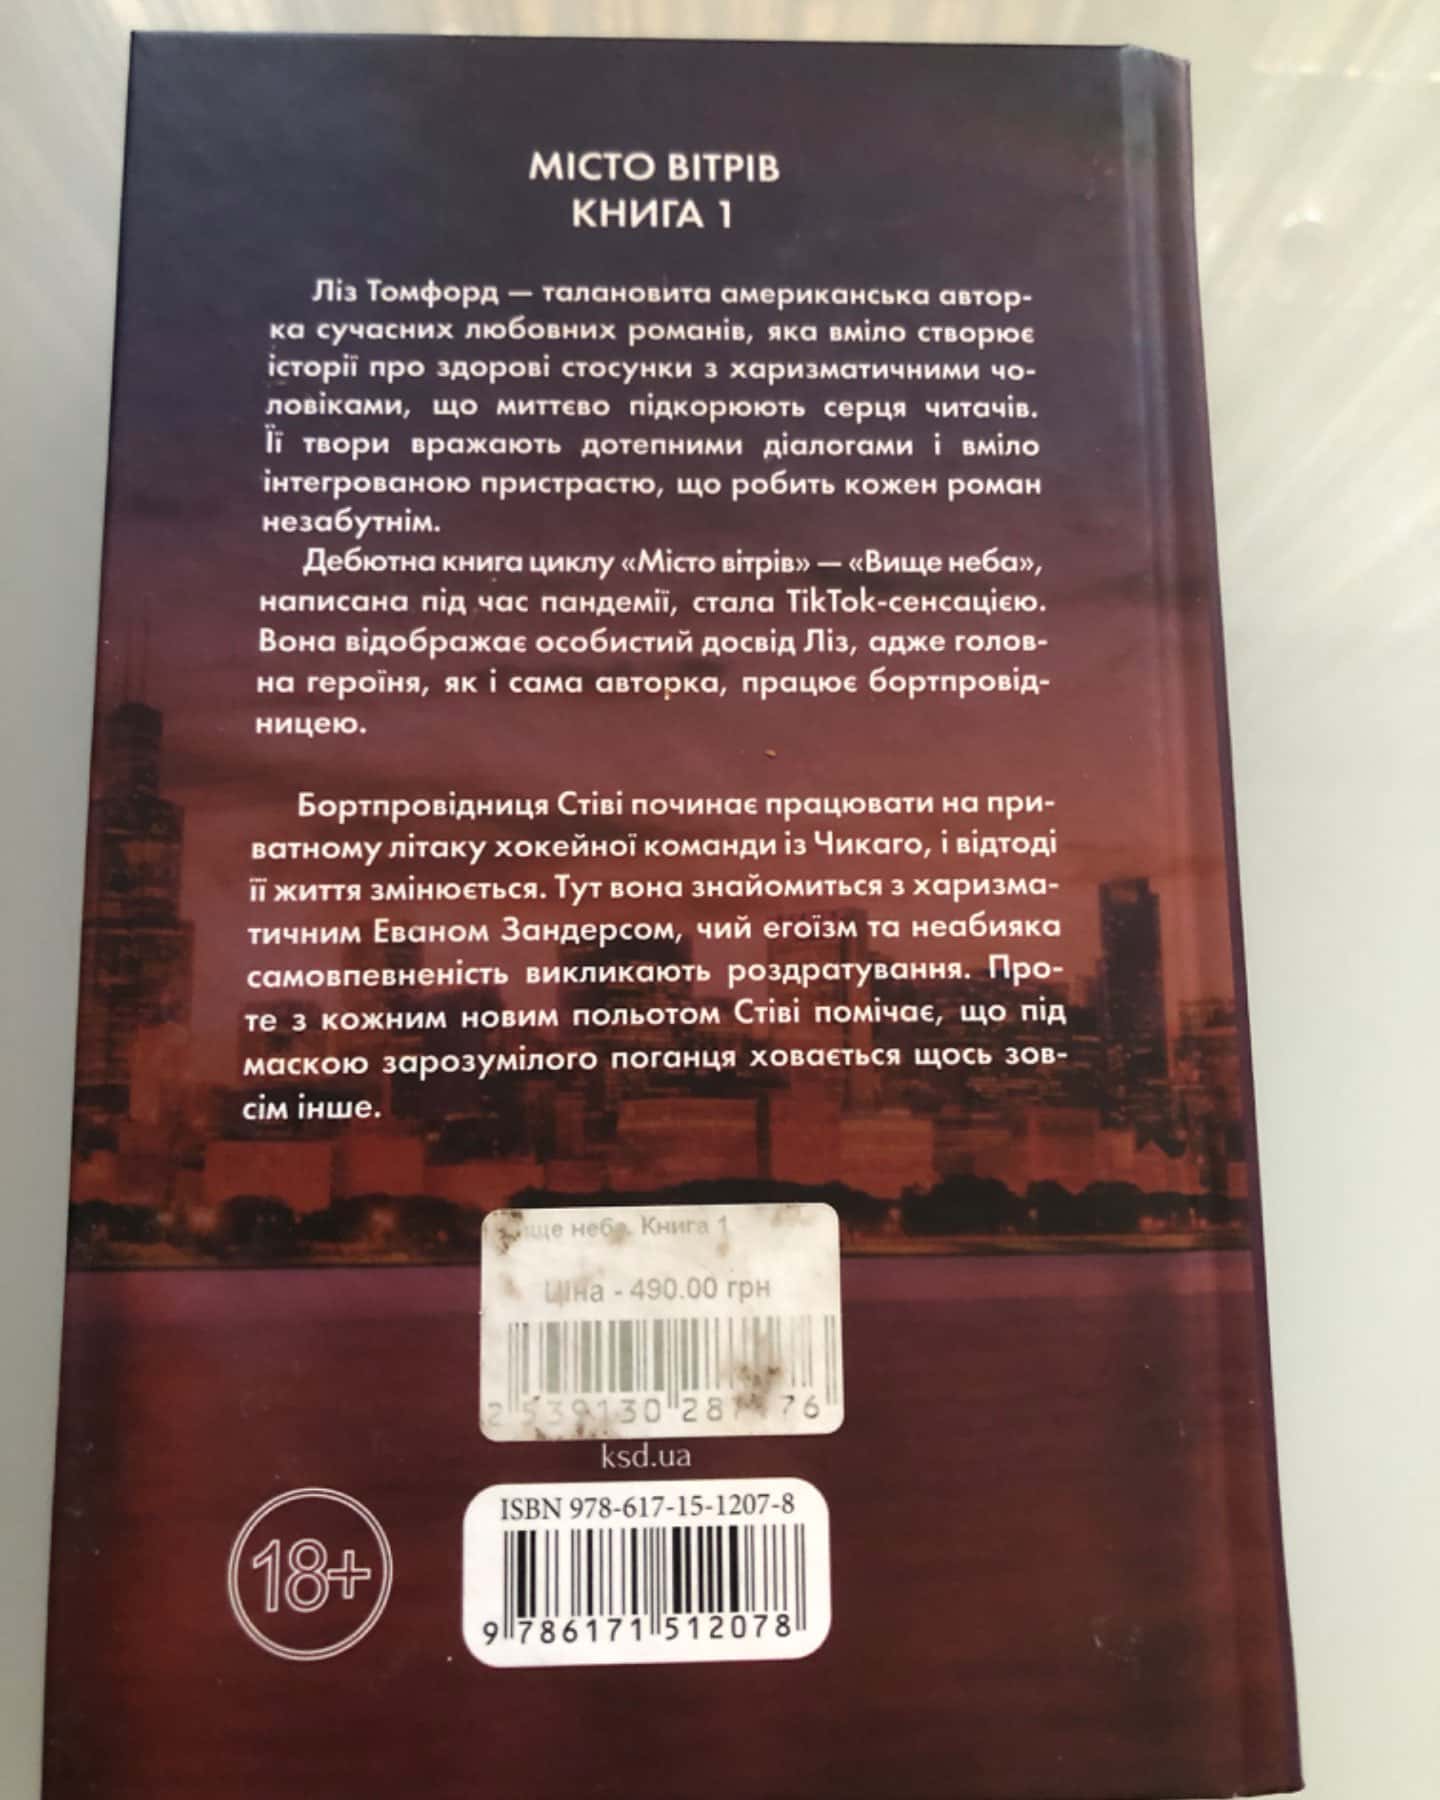 МІСТО ВІТРІВ
КНИГА 1
Ліз Томфорд — талановита американська автор-
ка сучасних любовних романів, яка вміло створює
історії про здорові стосунки з харизматичними чо-
ловіками, що миттєво підкорюють серця читачів.
Її твори вражають дотепними діалогами і вміло
інтегрованою пристрастю, що робить кожен роман
незабутнім.
Дебютна книга циклу «Місто вітрів» — «Вище неба»,
написана під час пандемії, стала TikTok-сенсацією.
Вона відображає особистий досвід Ліз, адже голов-
на героїня, як і сама авторка, працює бортпровід-
ницею.
Бортпровідниця Стіві починає працювати на при-
ватному літаку хокейної команди із Чикаго, і відтоді
її життя змінюється. Тут вона знайомиться з харизма-
тичним Еваном Зандерсом, чий егоїзм та неабияка
самовпевненість викликають роздратування. Про-
те з кожним новим польотом Стіві помічає, що під
маскою зарозумілого поганця ховається щось зов-
сім інше.
неба. Книга 1
Ціна - 490.00 грн
ksd.ua
ISBN 978-617-15-1207-8
9 786171 512078
18+